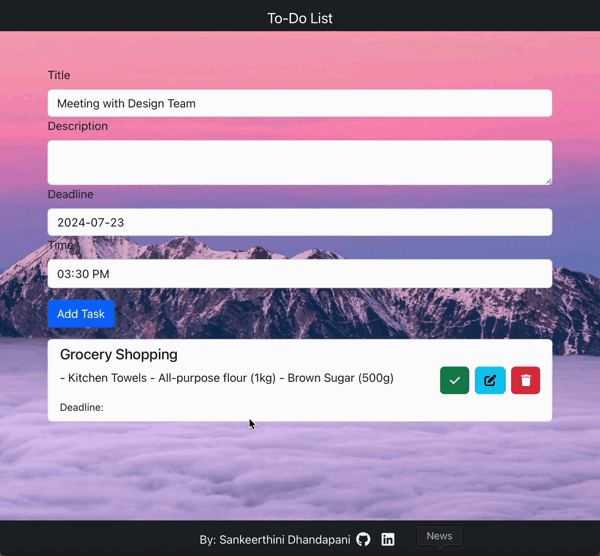 To-Do List
Title
Meeting with Design Team
Description
Deadline
2024-07-23
Time
03:30 PM
Add Task
Grocery Shopping
- Kitchen Towels - All-purpose flour (1kg) - Brown Sugar (500g)
Deadline:
By: Sankeerthini Dhandapani
News